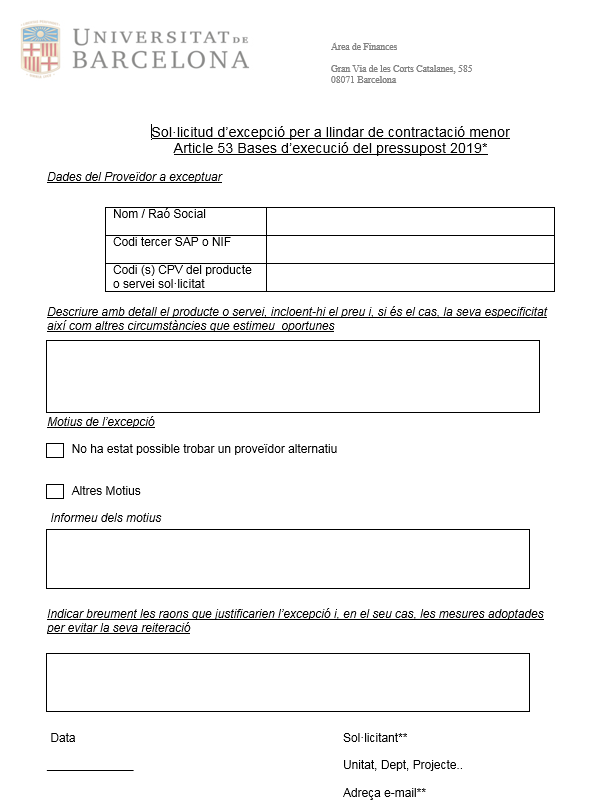 UNIVERSITAT DE
BARCELONA
Area de Finances
Gran Via de les Corts Catalanes, 585
08071 Barcelona
Sol·licitud d’excepció per a llindar de contractació menor
Article 53 Bases d’execució del pressupost 2019*
Dades del Proveïdor a exceptuar
Nom / Raó Social
Codi tercer SAP o NIF
Codi (s) CPV del producte
o servei sol·licitat
Descriure amb detall el producte o servei, incloent-hi el preu i, si és el cas, la seva especificitat
així com altres circumstàncies que estimeu oportunes
Motius de l’excepció
No ha estat possible trobar un proveïdor alternatiu
Altres Motius
Informeu dels motius
Indicar breument les raons que justificarien l’excepció i, en el seu cas, les mesures adoptades
per evitar la seva reiteració
Data
Sol·licitant**
Unitat, Dept, Projecte..
Adreça e-mail**